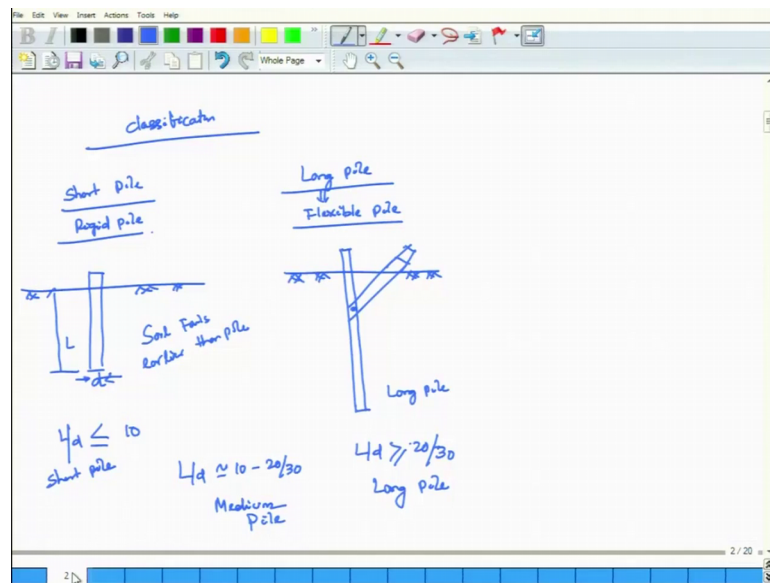 File Edit View Insert Actions Tools Help
B I
Whole Page
Classification
Short pile
Rigid pile
Long pile
⇓
Flexible pile
L
d
Soil Fails
earlier than pile
Long pile
L/d ≤ 10
Short pile
L/d ≃ 10 - 20/30
Medium
Pile
L/d ≥ 20/30
Long pile
2 / 20
2